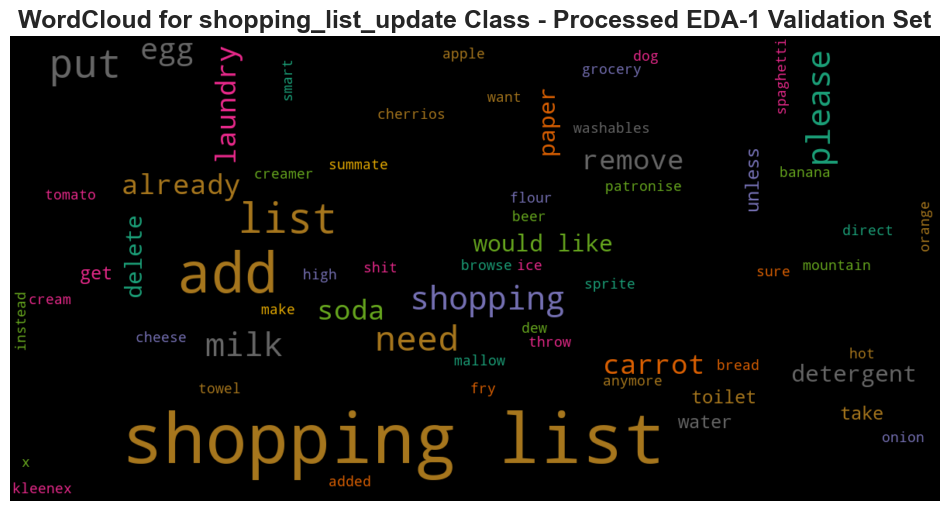 WordCloud for shopping_list_update Class - Processed EDA-1 Validation Set
put
egg
laundry
smart
apple
dog
grocery
spaghetti
please
want
cherrios
paper
washables
remove
unless
banana
summate
creamer
already
tomato
patronise
flour
beer
list
delete
orange
direct
would like
add
get
high
shit
browse
ice
sure
mountain
sprite
cream
instead
make
soda
shopping
dew
throw
need
milk
cheese
mallow
carrot
bread
hot
detergent
anymore
towel
fry
toilet
take
water
onion
shopping list
x
kleenex
added